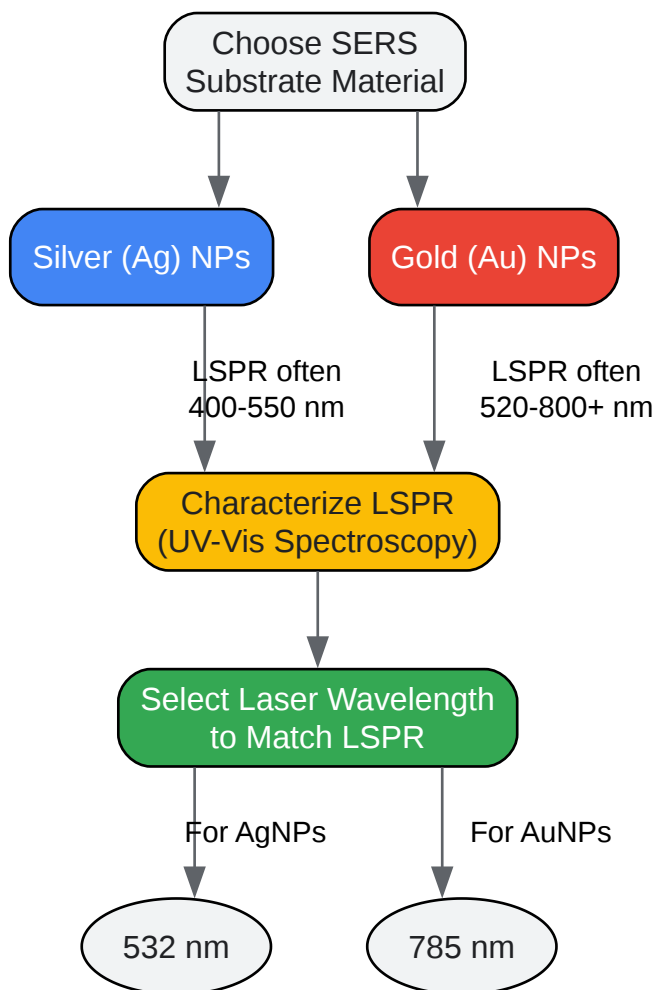 Choose SERS
Substrate Material
Silver (Ag) NPs
Gold (Au) NPs
LSPR often
400-550 nm
LSPR often
520-800+ nm
Characterize LSPR
(UV-Vis Spectroscopy)
Select Laser Wavelength
to Match LSPR
For AgNPs
For AuNPs
532 nm
785 nm